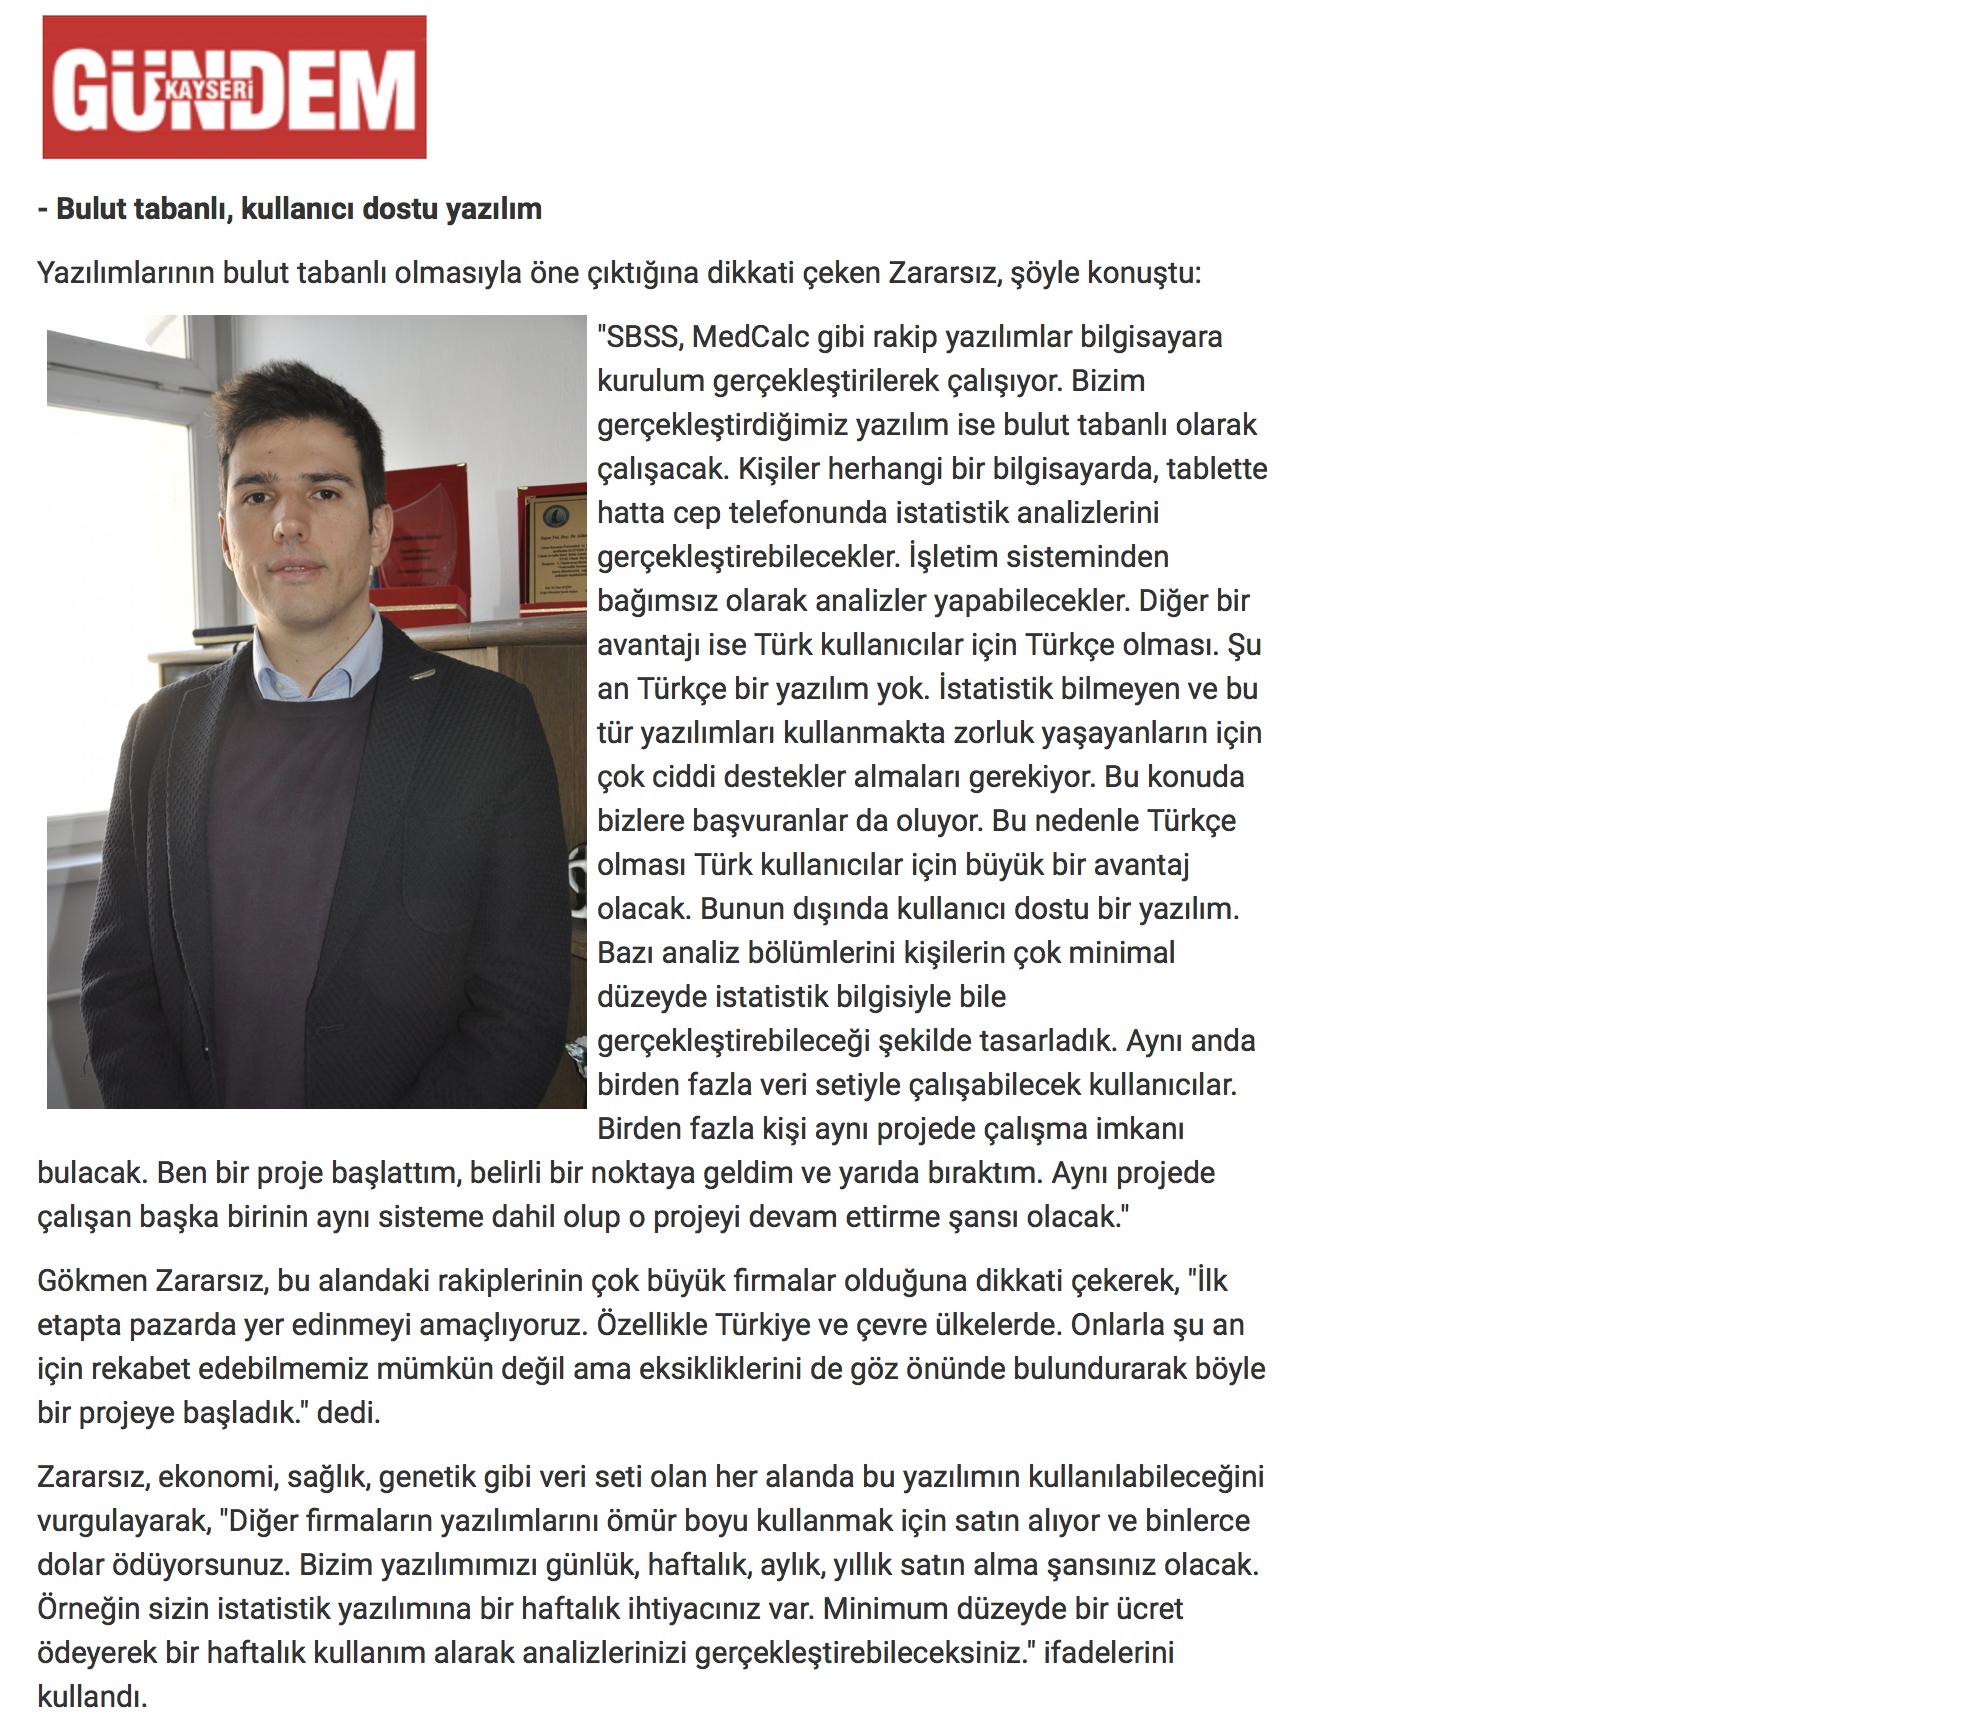 GÜNDEM
KAYSERİ
- Bulut tabanlı, kullanıcı dostu yazılım
Yazılımlarının bulut tabanlı olmasıyla öne çıktığına dikkati çeken Zararsız, şöyle konuştu:
"SBSS, MedCalc gibi rakip yazılımlar bilgisayara
kurulum gerçekleştirilerek çalışıyor. Bizim
gerçekleştirdiğimiz yazılım ise bulut tabanlı olarak
çalışacak. Kişiler herhangi bir bilgisayarda, tablette
hatta cep telefonunda istatistik analizlerini
gerçekleştirebilecekler. İşletim sisteminden
bağımsız olarak analizler yapabilecekler. Diğer bir
avantajı ise Türk kullanıcılar için Türkçe olması. Şu
an Türkçe bir yazılım yok. İstatistik bilmeyen ve bu
tür yazılımları kullanmakta zorluk yaşayanların için
çok ciddi destekler almaları gerekiyor. Bu konuda
bizlere başvuranlar da oluyor. Bu nedenle Türkçe
olması Türk kullanıcılar için büyük bir avantaj
olacak. Bunun dışında kullanıcı dostu bir yazılım.
Bazı analiz bölümlerini kişilerin çok minimal
düzeyde istatistik bilgisiyle bile
gerçekleştirebileceği şekilde tasarladık. Aynı anda
birden fazla veri setiyle çalışabilecek kullanıcılar.
Birden fazla kişi aynı projede çalışma imkanı
bulacak. Ben bir proje başlattım, belirli bir noktaya geldim ve yarıda bıraktım. Aynı projede
çalışan başka birinin aynı sisteme dahil olup o projeyi devam ettirme şansı olacak."
Gökmen Zararsız, bu alandaki rakiplerinin çok büyük firmalar olduğuna dikkati çekerek, "İlk
etapta pazarda yer edinmeyi amaçlıyoruz. Özellikle Türkiye ve çevre ülkelerde. Onlarla şu an
için rekabet edebilmemiz mümkün değil ama eksikliklerini de göz önünde bulundurarak böyle
bir projeye başladık." dedi.
Zararsız, ekonomi, sağlık, genetik gibi veri seti olan her alanda bu yazılımın kullanılabileceğini
vurgulayarak, "Diğer firmaların yazılımlarını ömür boyu kullanmak için satın alıyor ve binlerce
dolar ödüyorsunuz. Bizim yazılımımızı günlük, haftalık, aylık, yıllık satın alma şansınız olacak.
Örneğin sizin istatistik yazılımına bir haftalık ihtiyacınız var. Minimum düzeyde bir ücret
ödeyerek bir haftalık kullanım alarak analizlerinizi gerçekleştirebileceksiniz." ifadelerini
kullandı.